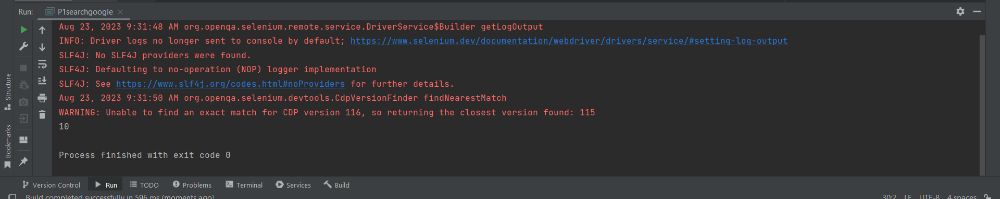 Run: P1searchgoogle
Aug 23, 2023 9:31:48 AM org.openqa.selenium.remote.service.DriverService$Builder getLogOutput
INFO: Driver logs no longer sent to console by default; https://www.selenium.dev/documentation/webdriver/drivers/service/#setting-log-output
SLF4J: No SLF4J providers were found.
SLF4J: Defaulting to no-operation (NOP) logger implementation
SLF4J: See https://www.slf4j.org/codes.html#noProviders for further details.
Aug 23, 2023 9:31:50 AM org.openqa.selenium.devtools.CdpVersionFinder findNearestMatch
WARNING: Unable to find an exact match for CDP version 116, so returning the closest version found: 115
10
Process finished with exit code 0
Structure
Bookmarks
Version Control Run TODO Problems Terminal Services Build
Build completed successfully in 596 ms (moments ago) 30:2 LF UTF-8 4 spaces